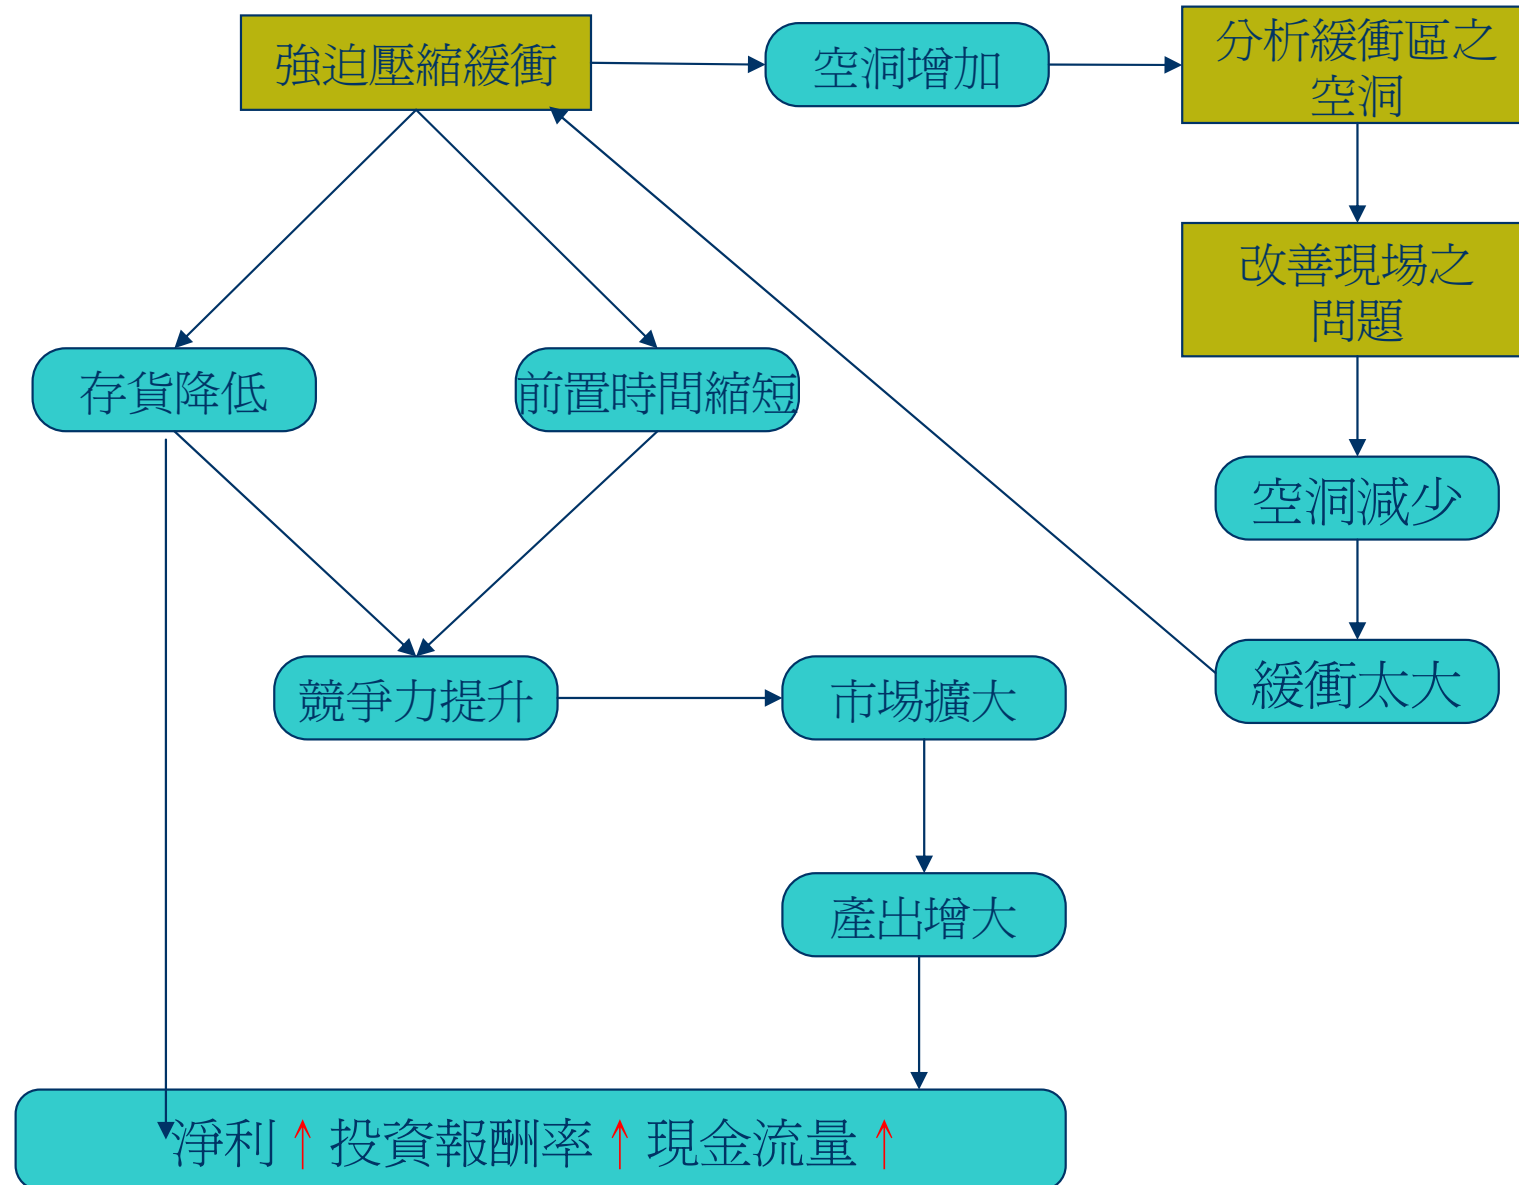 強迫壓縮緩衝
空洞增加
分析緩衝區之
空洞
改善現場之
問題
存貨降低
前置時間縮短
空洞減少
緩衝太大
競爭力提升
市場擴大
產出增大
淨利↑投資報酬率↑現金流量↑